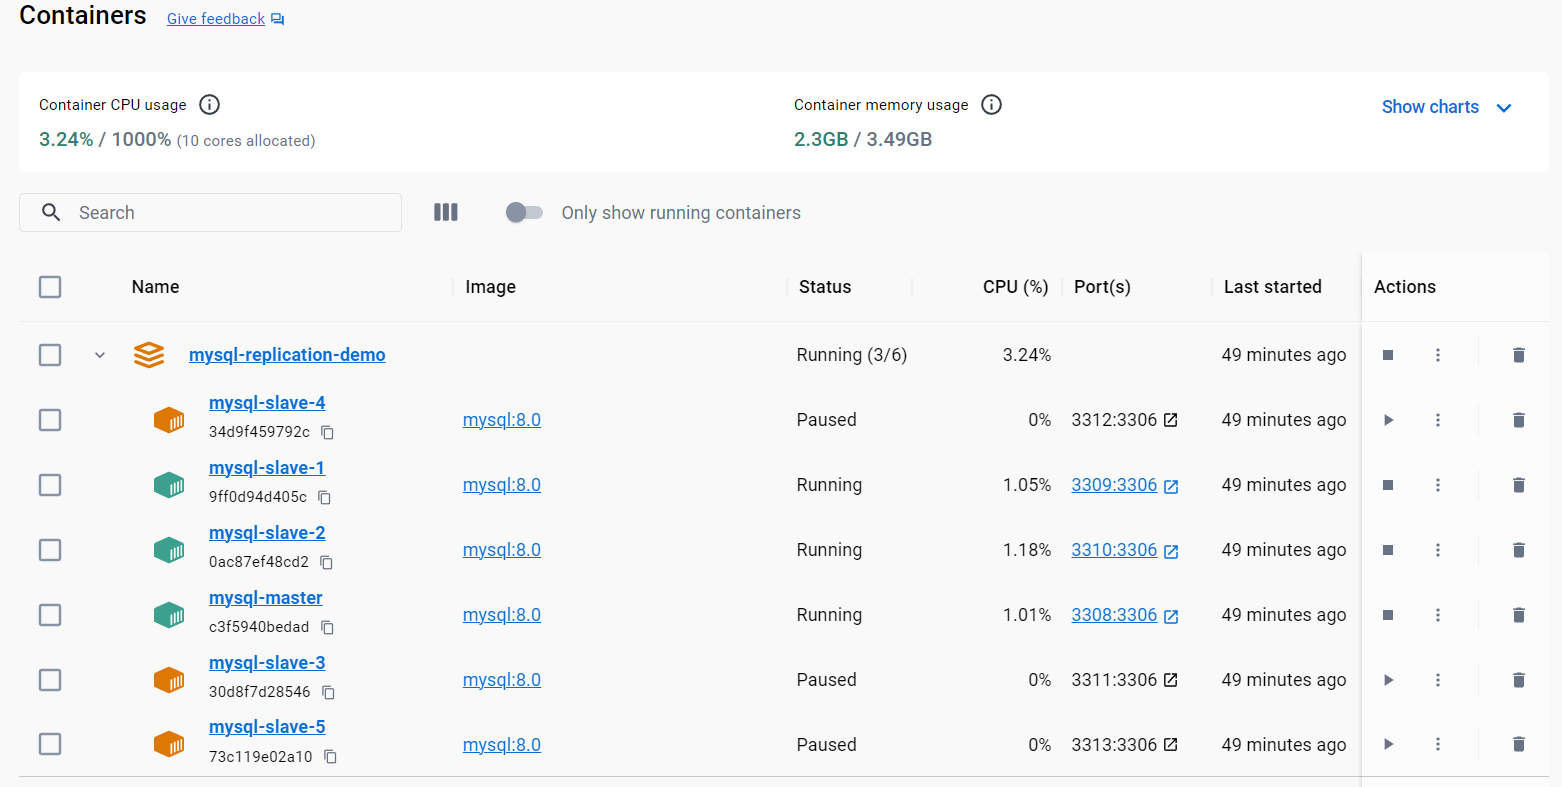 Containers Give feedback
Container CPU usage Container memory usage Show charts
3.24% / 1000% (10 cores allocated) 2.3GB / 3.49GB
Search Only show running containers
Name Image Status CPU (%) Port(s) Last started Actions
mysql-replication-demo Running (3/6) 3.24% 49 minutes ago
mysql-slave-4
34d9f459792c mysql:8.0 Paused 0% 3312:3306 49 minutes ago
mysql-slave-1
9ff0d94d405c mysql:8.0 Running 1.05% 3309:3306 49 minutes ago
mysql-slave-2
0ac87ef48cd2 mysql:8.0 Running 1.18% 3310:3306 49 minutes ago
mysql-master
c3f5940bedad mysql:8.0 Running 1.01% 3308:3306 49 minutes ago
mysql-slave-3
30d8f7d28546 mysql:8.0 Paused 0% 3311:3306 49 minutes ago
mysql-slave-5
73c119e02a10 mysql:8.0 Paused 0% 3313:3306 49 minutes ago